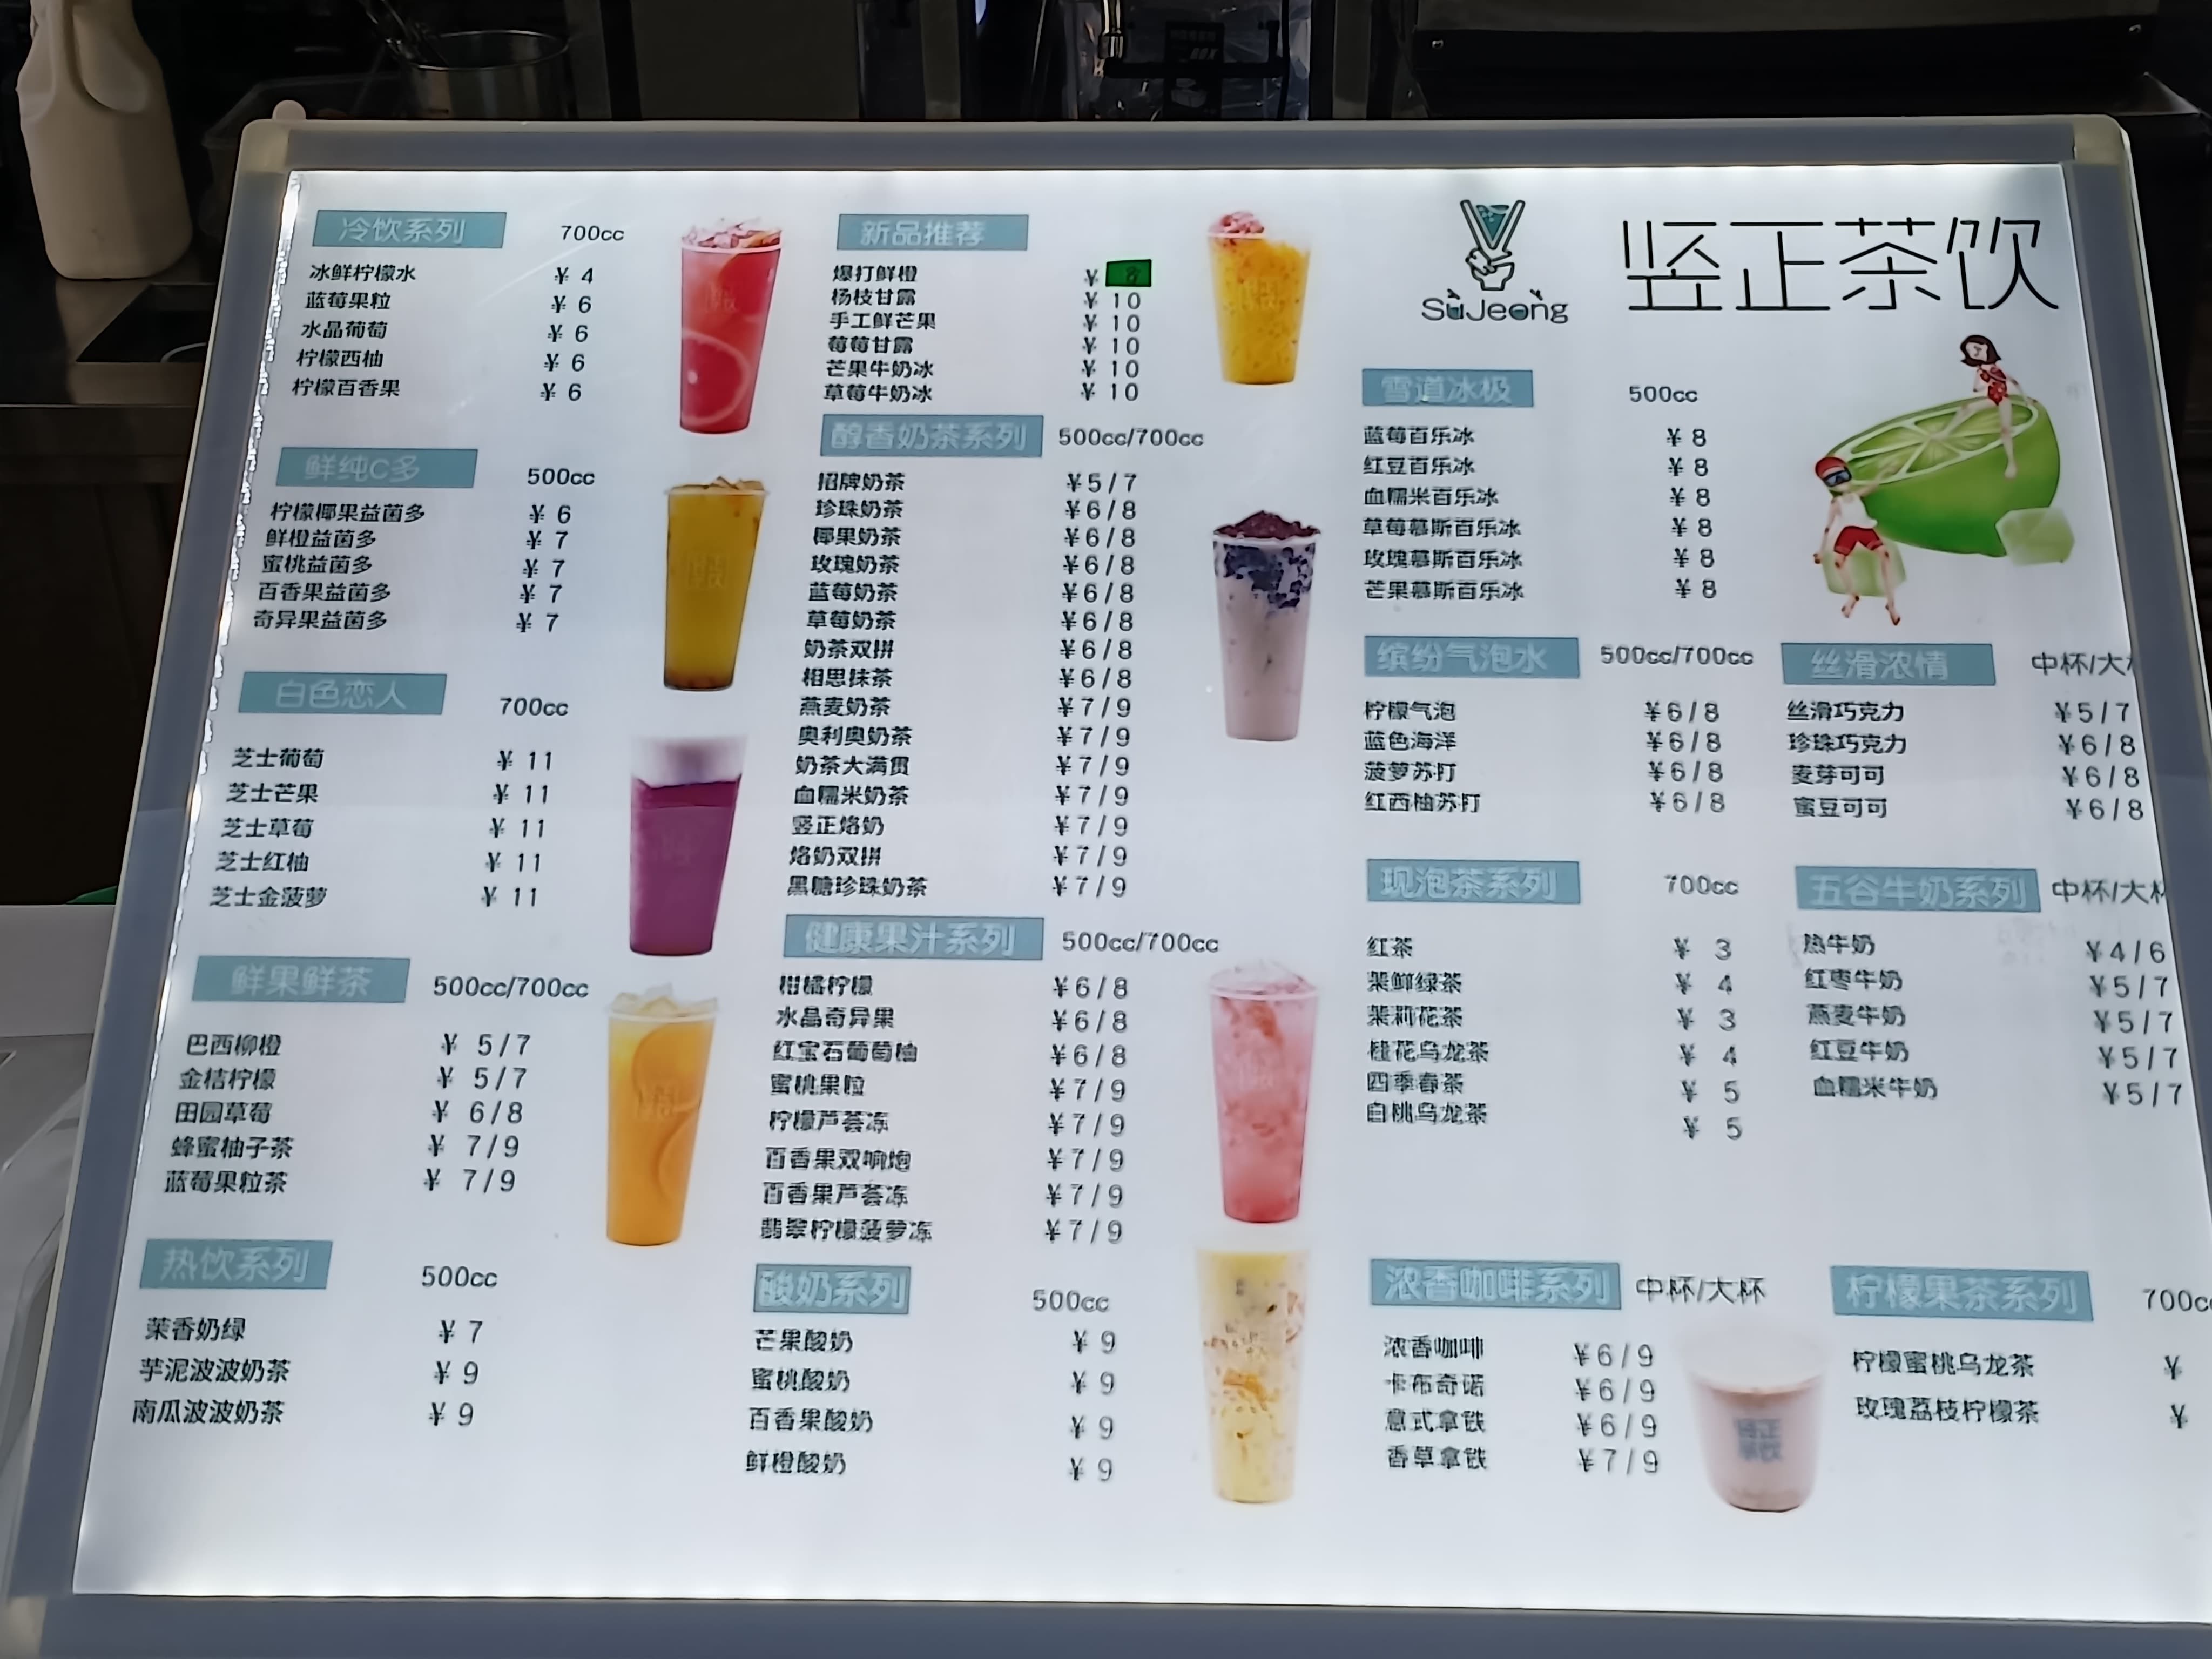 冷饮系列 700cc
冰鲜柠檬水 ¥ 4
蓝莓果粒 ¥ 6
水晶葡萄 ¥ 6
柠檬西柚 ¥ 6
柠檬百香果 ¥ 6
鲜纯C多 500cc
柠檬椰果益菌多 ¥ 6
鲜橙益菌多 ¥ 7
蜜桃益菌多 ¥ 7
百香果益菌多 ¥ 7
奇异果益菌多 ¥ 7
白色恋人 700cc
芝士葡萄 ¥ 11
芝士芒果 ¥ 11
芝士草莓 ¥ 11
芝士红柚 ¥ 11
芝士金菠萝 ¥ 11
鲜果鲜茶 500cc/700cc
巴西柳橙 ¥ 5/7
金桔柠檬 ¥ 5/7
田园草莓 ¥ 6/8
蜂蜜柚子茶 ¥ 7/9
蓝莓果粒茶 ¥ 7/9
热饮系列 500cc
茉香奶绿 ¥ 7
芋泥波波奶茶 ¥ 9
南瓜波波奶茶 ¥ 9
新品推荐
爆打鲜橙 ¥ 8
杨枝甘露 ¥ 10
手工鲜芒果 ¥ 10
莓莓甘露 ¥ 10
芒果牛奶冰 ¥ 10
草莓牛奶冰 ¥ 10
醇香奶茶系列 500cc/700cc
招牌奶茶 ¥5/7
珍珠奶茶 ¥6/8
椰果奶茶 ¥6/8
玫瑰奶茶 ¥6/8
蓝莓奶茶 ¥6/8
草莓奶茶 ¥6/8
奶茶双拼 ¥6/8
相思抹茶 ¥6/8
燕麦奶茶 ¥7/9
奥利奥奶茶 ¥7/9
奶茶大满贯 ¥7/9
血糯米奶茶 ¥7/9
竖正烙奶 ¥7/9
烙奶双拼 ¥7/9
黑糖珍珠奶茶 ¥7/9
健康果汁系列 500cc/700cc
柑橘柠檬 ¥6/8
水晶奇异果 ¥6/8
红宝石葡萄柚 ¥6/8
蜜桃果粒 ¥7/9
柠檬芦荟冻 ¥7/9
百香果双响炮 ¥7/9
百香果芦荟冻 ¥7/9
翡翠柠檬菠萝冻 ¥7/9
酸奶系列 500cc
芒果酸奶 ¥ 9
蜜桃酸奶 ¥ 9
百香果酸奶 ¥ 9
鲜橙酸奶 ¥ 9
SuJeong
竖正茶饮
雪道冰极 500cc
蓝莓百乐冰 ¥ 8
红豆百乐冰 ¥ 8
血糯米百乐冰 ¥ 8
草莓慕斯百乐冰 ¥ 8
玫瑰慕斯百乐冰 ¥ 8
芒果慕斯百乐冰 ¥ 8
缤纷气泡水 500cc/700cc
柠檬气泡 ¥6/8
蓝色海洋 ¥6/8
菠萝苏打 ¥6/8
红西柚苏打 ¥6/8
丝滑浓情 中杯/大
丝滑巧克力 ¥5/7
珍珠巧克力 ¥6/8
麦芽可可 ¥6/8
蜜豆可可 ¥6/8
现泡茶系列 700cc
红茶 ¥ 3
绿茶 ¥ 4
茉莉花茶 ¥ 3
桂花乌龙茶 ¥ 4
四季春茶 ¥ 5
白桃乌龙茶 ¥ 5
五谷牛奶系列 中杯/大杯
热牛奶 ¥4/6
红枣牛奶 ¥5/7
燕麦牛奶 ¥5/7
红豆牛奶 ¥5/7
血糯米牛奶 ¥5/7
浓香咖啡系列 中杯/大杯
浓香咖啡 ¥6/9
卡布奇诺 ¥6/9
意式拿铁 ¥6/9
香草拿铁 ¥7/9
竖正
茶饮
柠檬果茶系列 700c
柠檬蜜桃乌龙茶 ¥
玫瑰荔枝柠檬茶 ¥